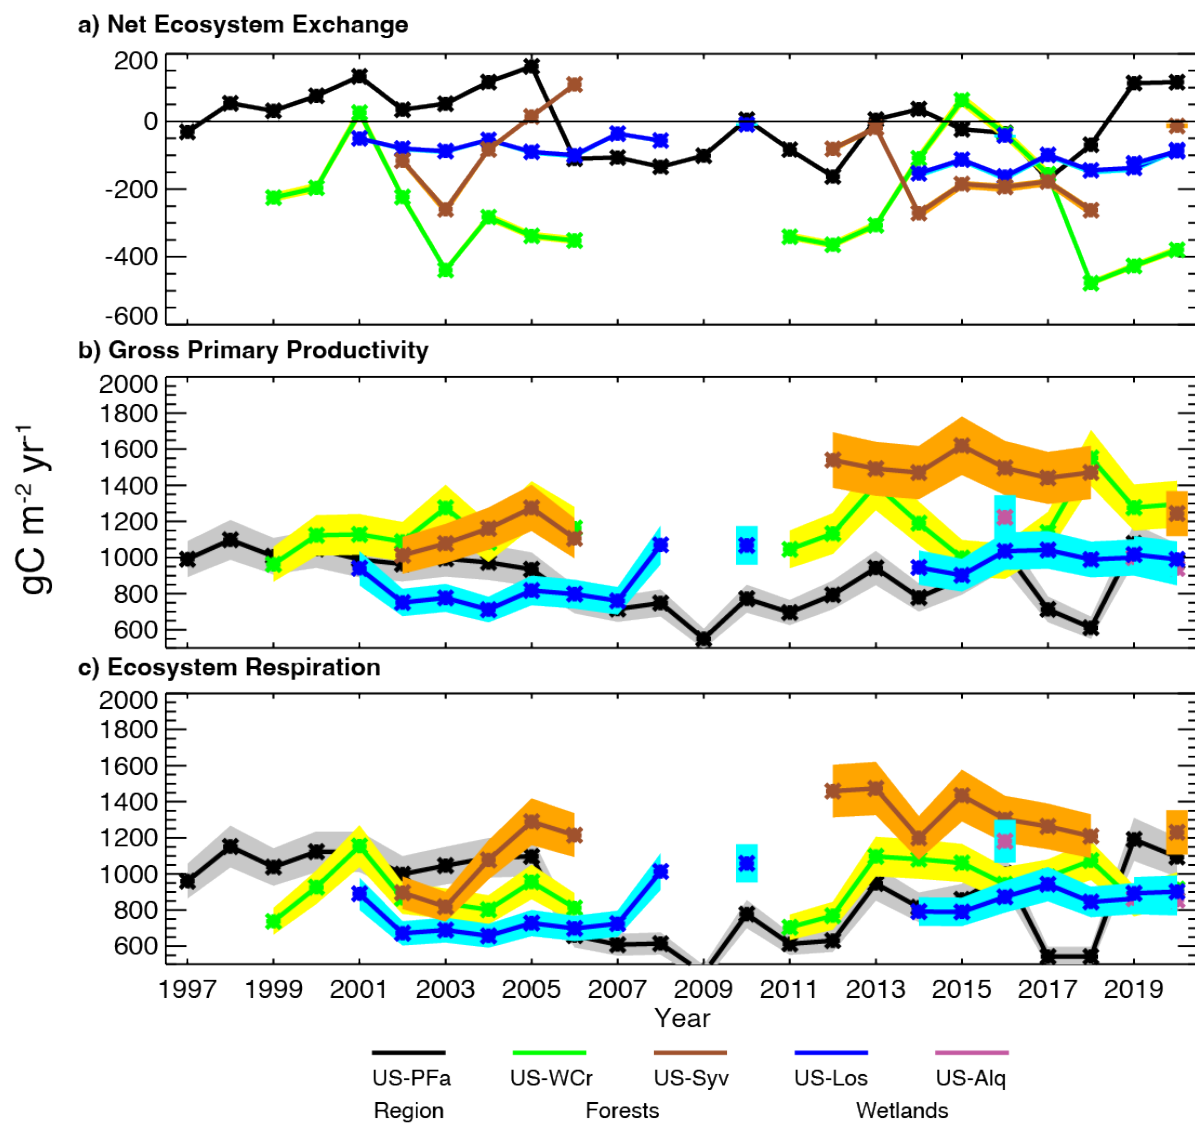 a) Net Ecosystem Exchange
200
0
-200
-400
-600
b) Gross Primary Productivity
2000
1800
1600
1400
1200
1000
800
600
gC m-2 yr-1
c) Ecosystem Respiration
2000
1800
1600
1400
1200
1000
800
600
1997 1999 2001 2003 2005 2007 2009 2011 2013 2015 2017 2019
Year
US-PFa US-WCr US-Syv US-Los US-Alq
Region Forests Wetlands